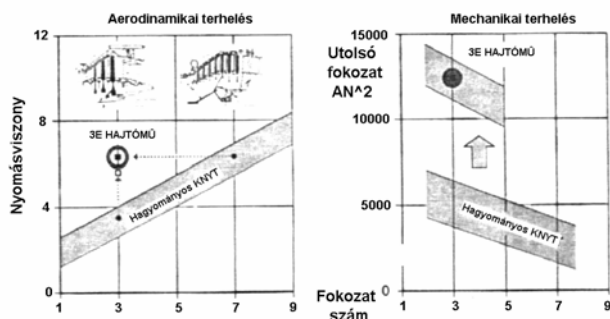 Aerodinamikai terhelés
Nyomásviszony
12
8
6
4
0
1
3
5
7
9
3E HAJTÓMŰ
Hagyományos KNYT
Mechanikai terhelés
Utolsó
fokozat
AN^2
15000
10000
5000
0
3E HAJTÓMŰ
Hagyományos KNYT
Fokozat
szám
1
3
5
7
9